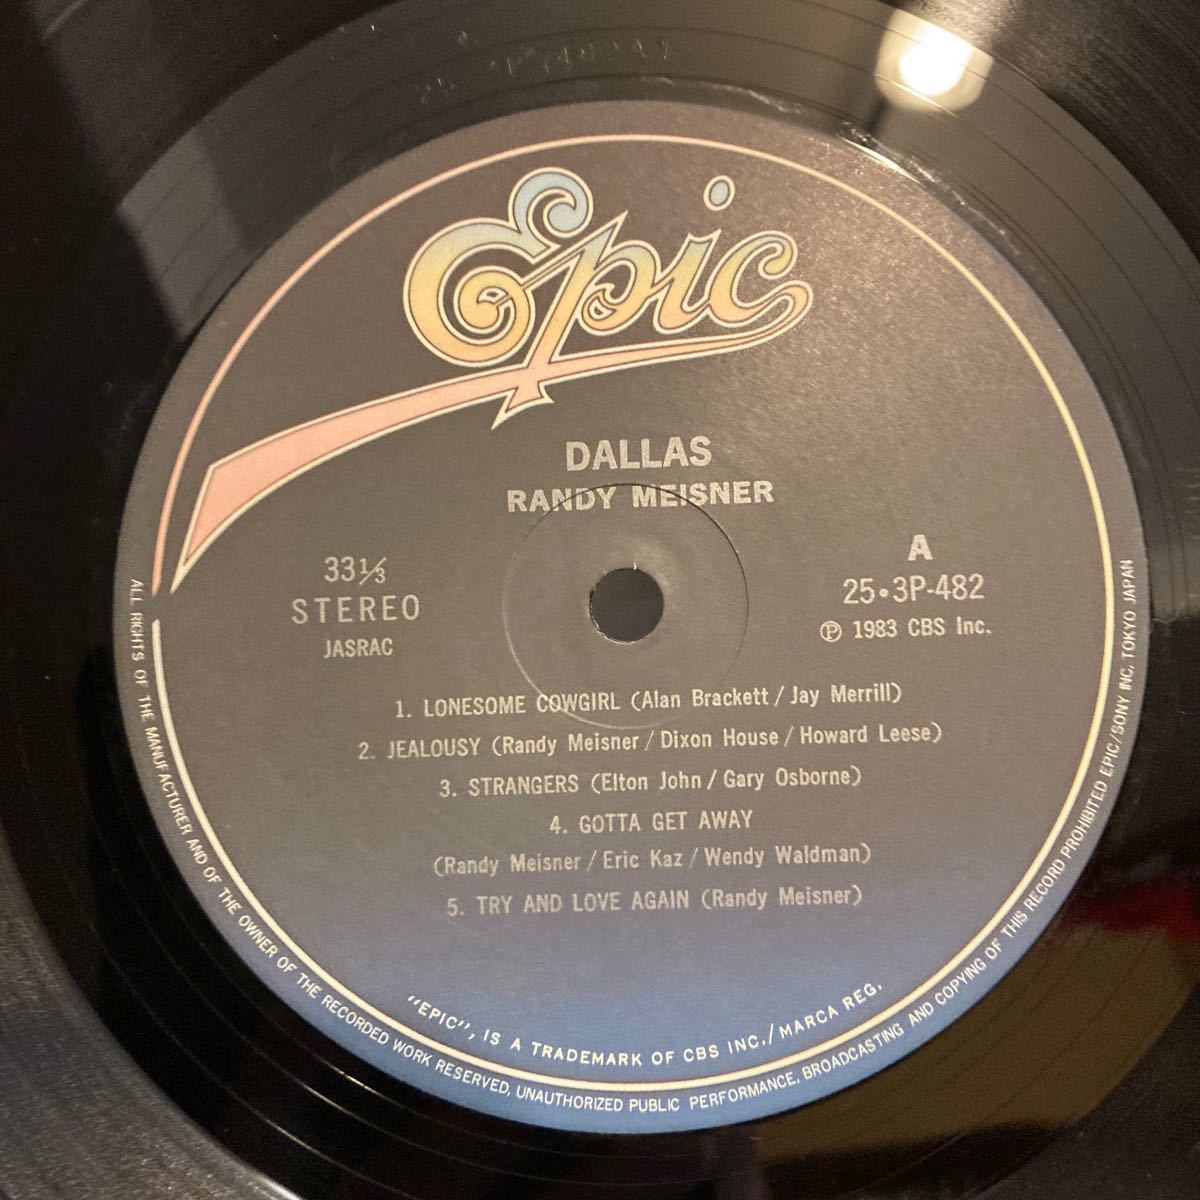 Epic
DALLAS
RANDY MEISNER
33⅓
STEREO
JASRAC
A
25•3P-482
Ⓟ 1983 CBS Inc.
1. LONESOME COWGIRL (Alan Brackett / Jay Merrill)
2. JEALOUSY (Randy Meisner / Dixon House / Howard Leese)
3. STRANGERS (Elton John / Gary Osborne)
4. GOTTA GET AWAY
(Randy Meisner / Eric Kaz / Wendy Waldman)
5. TRY AND LOVE AGAIN (Randy Meisner)
"EPIC", IS A TRADEMARK OF CBS INC./MARCA REG.
ALL RIGHTS OF THE MANUFACTURER AND OF THE OWNER OF THE RECORDED WORK RESERVED, UNAUTHORIZED PUBLIC PERFORMANCE, BROADCASTING AND COPYING OF THIS RECORD PROHIBITED EPIC/SONY INC. TOKYO JAPAN